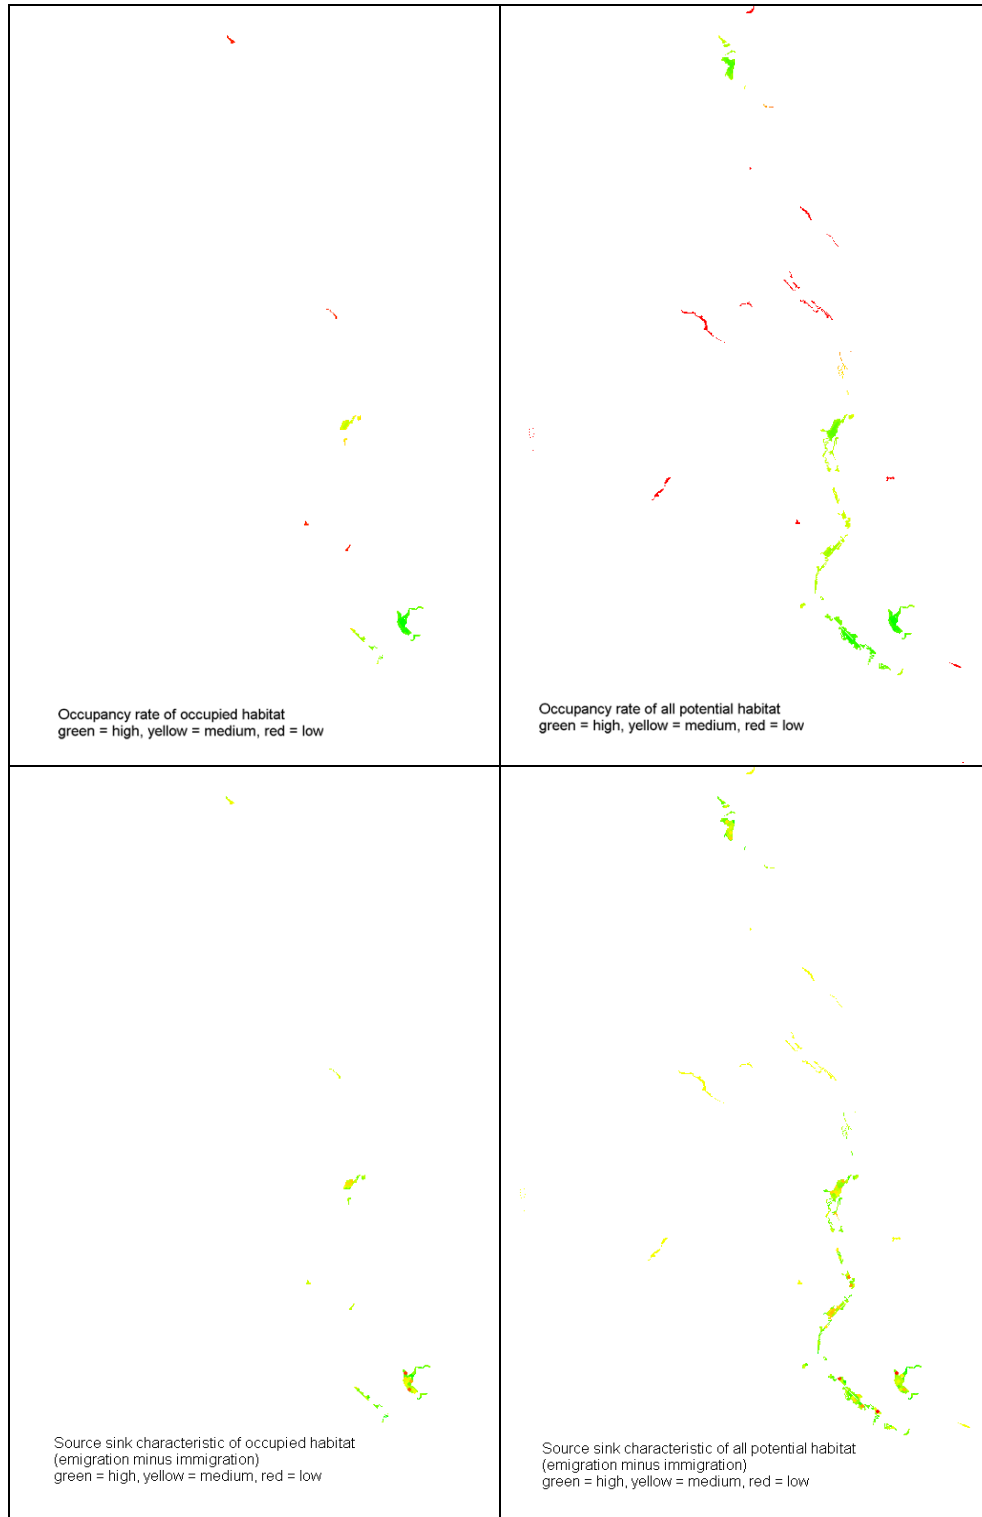 Occupancy rate of occupied habitat
green = high, yellow = medium, red = low
Occupancy rate of all potential habitat
green = high, yellow = medium, red = low
Source sink characteristic of occupied habitat
(emigration minus immigration)
green = high, yellow = medium, red = low
Source sink characteristic of all potential habitat
(emigration minus immigration)
green = high, yellow = medium, red = low